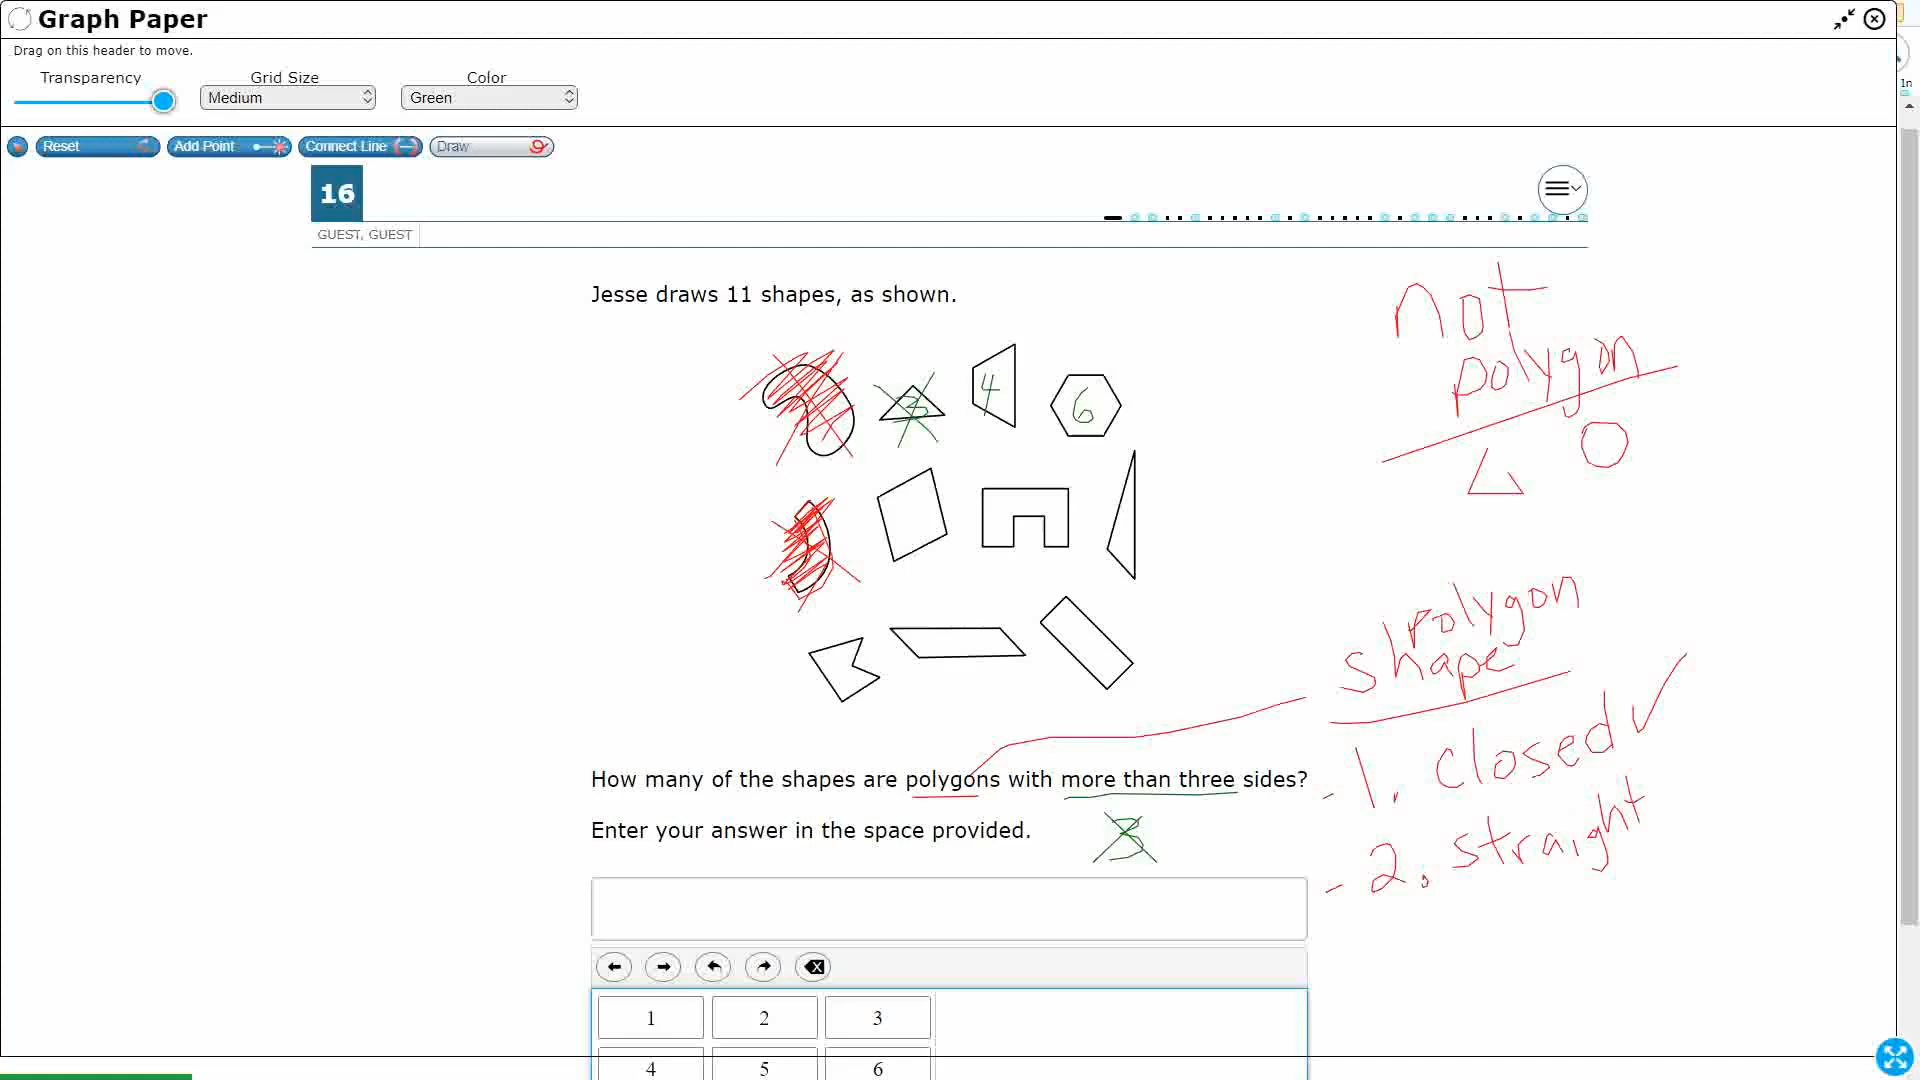 Graph Paper
Drag on this header to move.
Transparency
Grid Size
Color
Medium
Green
Reset
Add Point
Connect Line
Draw
16
GUEST, GUEST
Jesse draws 11 shapes, as shown.
3
4
6
not
polygon
polygon
shape
1. closed
2. straight
How many of the shapes are polygons with more than three sides?
Enter your answer in the space provided.
3
1 2 3
4 5 6